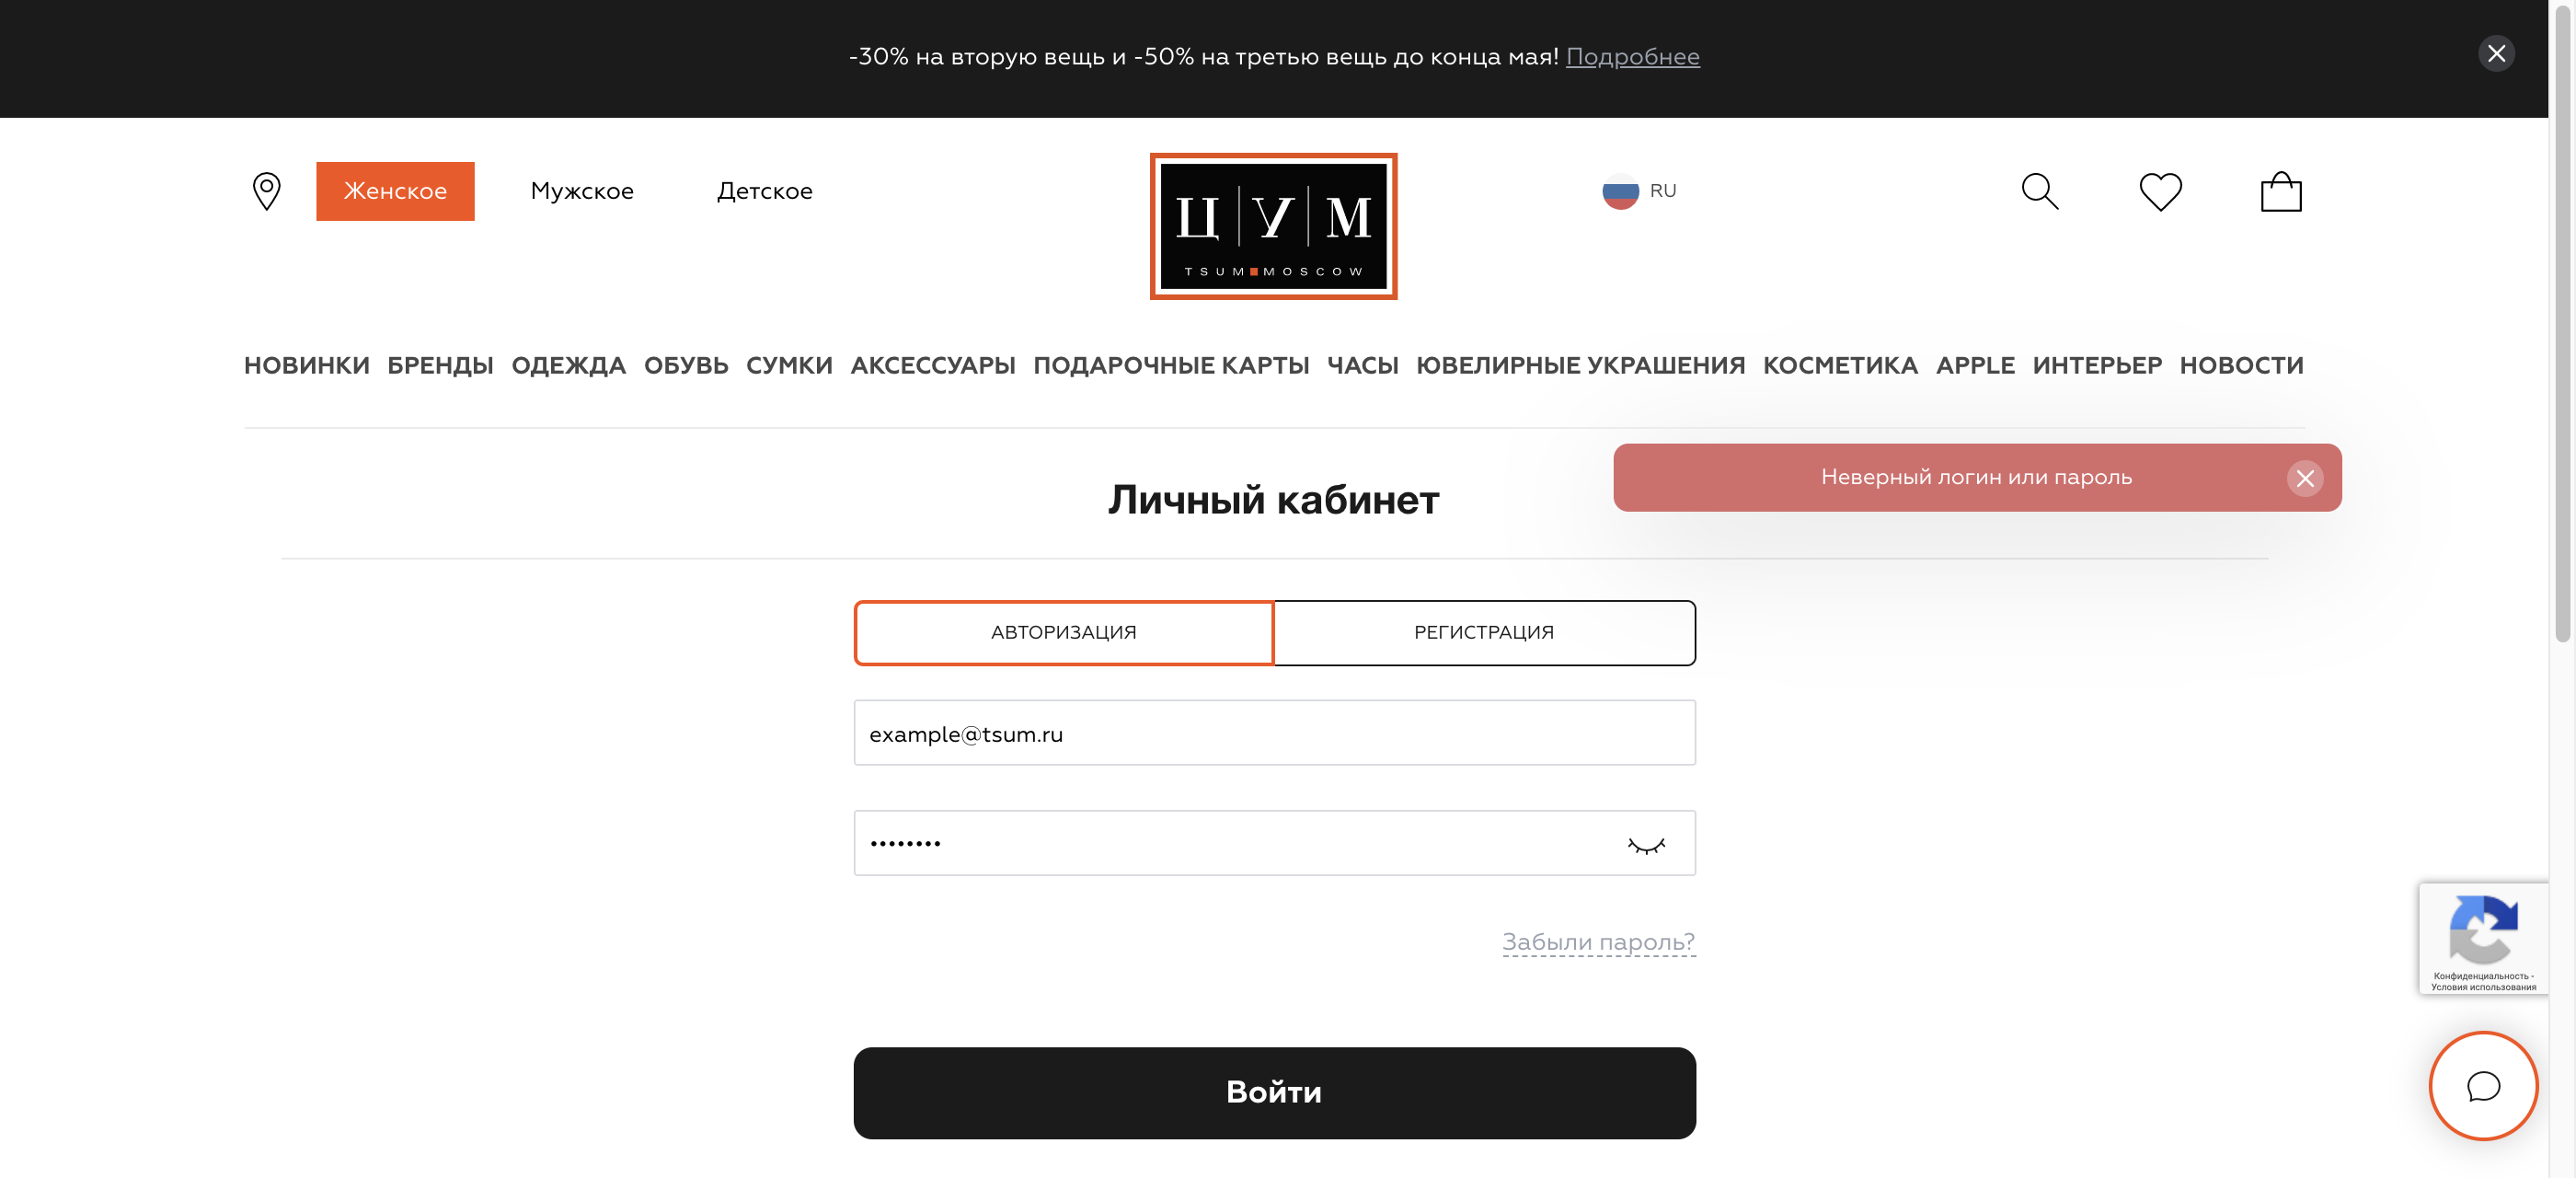 -30% на вторую вещь и -50% на третью вещь до конца мая! Подробнее
Женское Мужское Детское
Ц У М
TSUM MOSCOW
RU
НОВИНКИ БРЕНДЫ ОДЕЖДА ОБУВЬ СУМКИ АКСЕССУАРЫ ПОДАРОЧНЫЕ КАРТЫ ЧАСЫ ЮВЕЛИРНЫЕ УКРАШЕНИЯ КОСМЕТИКА APPLE ИНТЕРЬЕР НОВОСТИ
Неверный логин или пароль
Личный кабинет
АВТОРИЗАЦИЯ РЕГИСТРАЦИЯ
example@tsum.ru
••••••••
Забыли пароль?
Конфиденциальность -
Условия использования
Войти